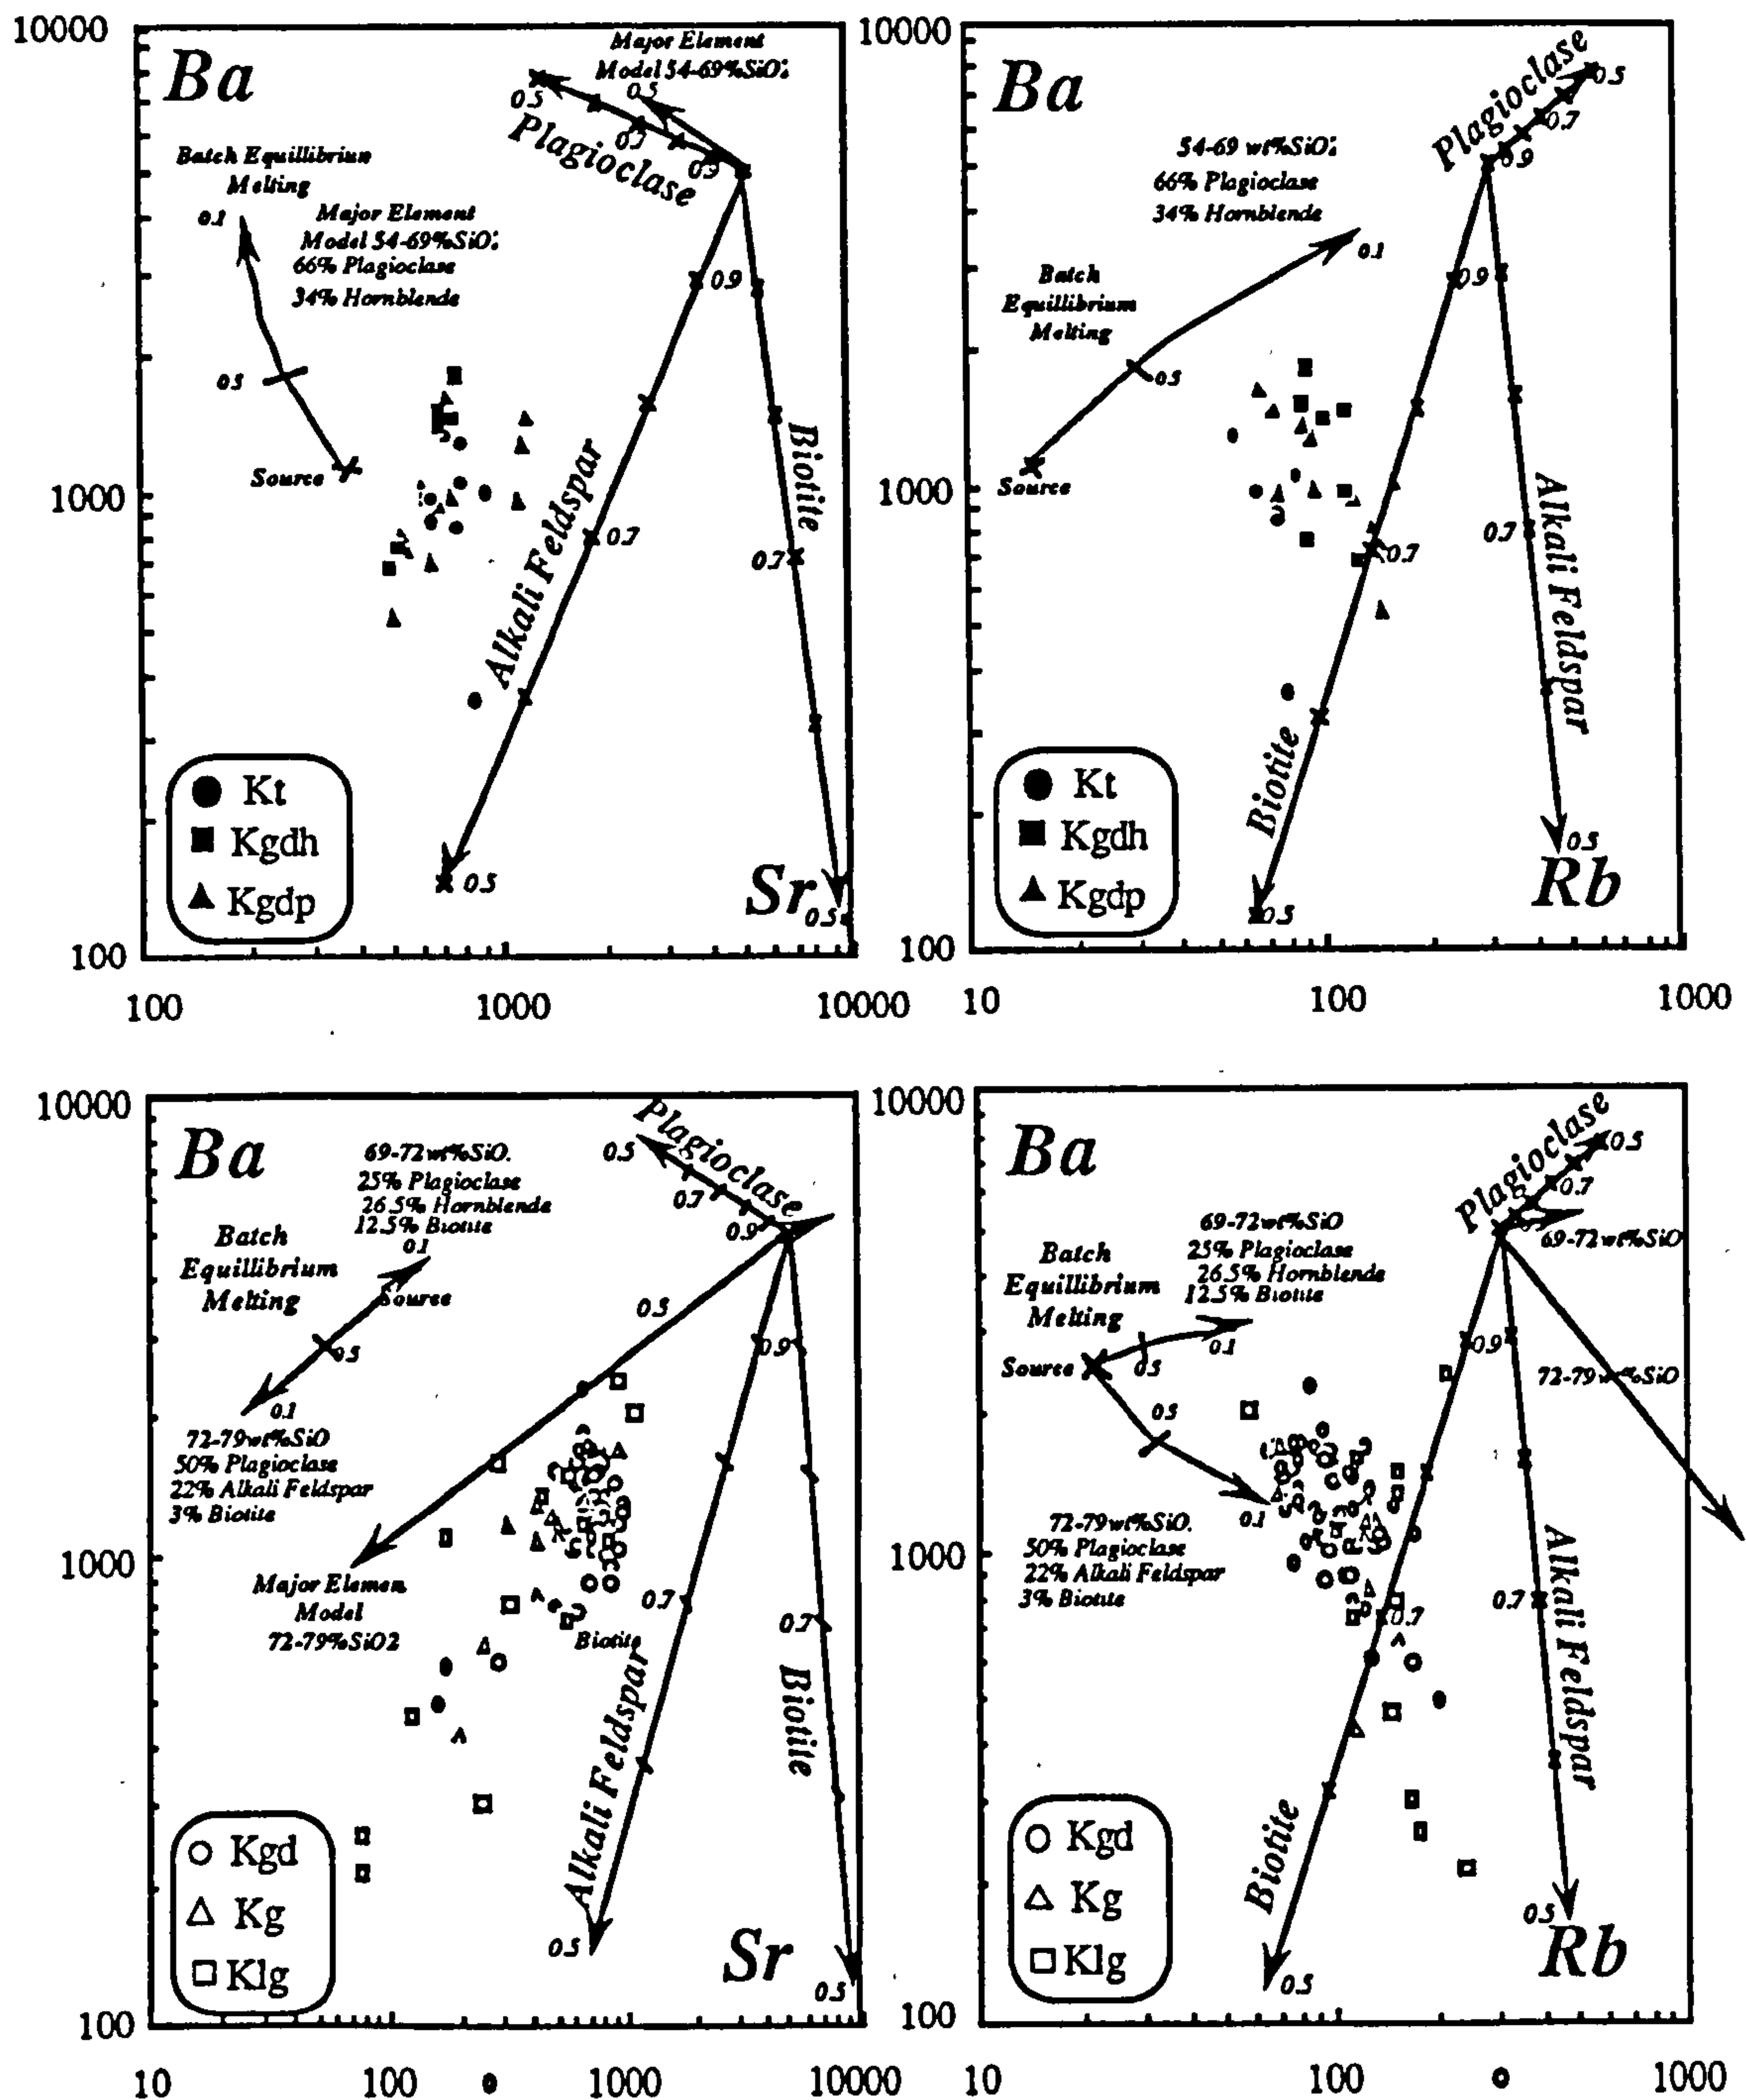 10000
Ba
Major Element
Model 54-69%SiO2
0.5
0.5
0.7
0.9
Plagioclase
Batch Equillibriun
Melting
0.1
Major Element
Model 54-69%SiO2
66% Plagioclase
34% Hornblende
0.5
Source
0.9
1000
0.7
0.7
Alkali Feldspar
Biotite
Kt
Kgdh
Kgdp
0.5
Sr
0.5
100
100
1000
10000
10000
Ba
Plagioclase
0.5
0.7
0.9
54-69 wt%SiO2
66% Plagioclase
34% Hornblende
0.1
Batch
Equillibrium
Melting
0.5
0.9
Source
1000
0.7
0.7
Alkali Feldspar
Biotite
Kt
Kgdh
Kgdp
0.5
0.5
Rb
100
10
100
1000
10000
Ba
Plagioclase
0.5
0.7
0.9
69-72wt%SiO.
25% Plagioclase
26.5% Hornblende
12.5% Biotite
0.1
Batch
Equillibrium
Melting
Source
0.5
0.5
0.1
0.9
72-79wt%SiO
50% Plagioclase
22% Alkali Feldspar
3% Biotite
1000
Major Elemen
Model
72-79%SiO2
0.7
0.7
Biotite
Alkali Feldspar
Biotite
Kgd
Kg
Klg
0.5
Sr
0.5
100
10
100
1000
10000
10000
Ba
Plagioclase
0.5
0.7
69-72wt%SiO
69-72wt%SiO
25% Plagioclase
26.5% Hornblende
12.5% Biotite
Batch
Equillibrium
Melting
0.1
Source
0.5
0.9
72-79wt%SiO
0.5
0.1
72-79wt%SiO.
50% Plagioclase
22% Alkali Feldspar
3% Biotite
1000
0.7
0.7
Alkali Feldspar
Biotite
Kgd
Kg
Klg
0.5
0.5
Rb
100
10
100
1000